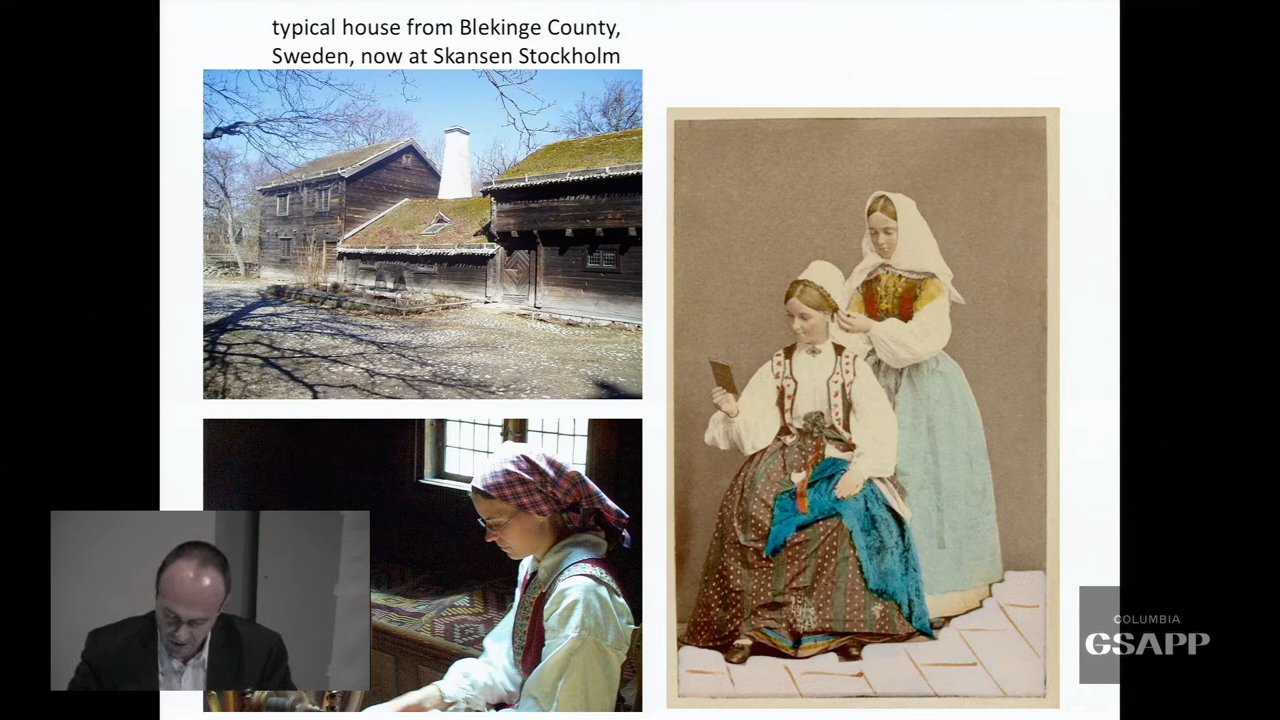 typical house from Blekinge County,
Sweden, now at Skansen Stockholm
COLUMBIA
GSAPP